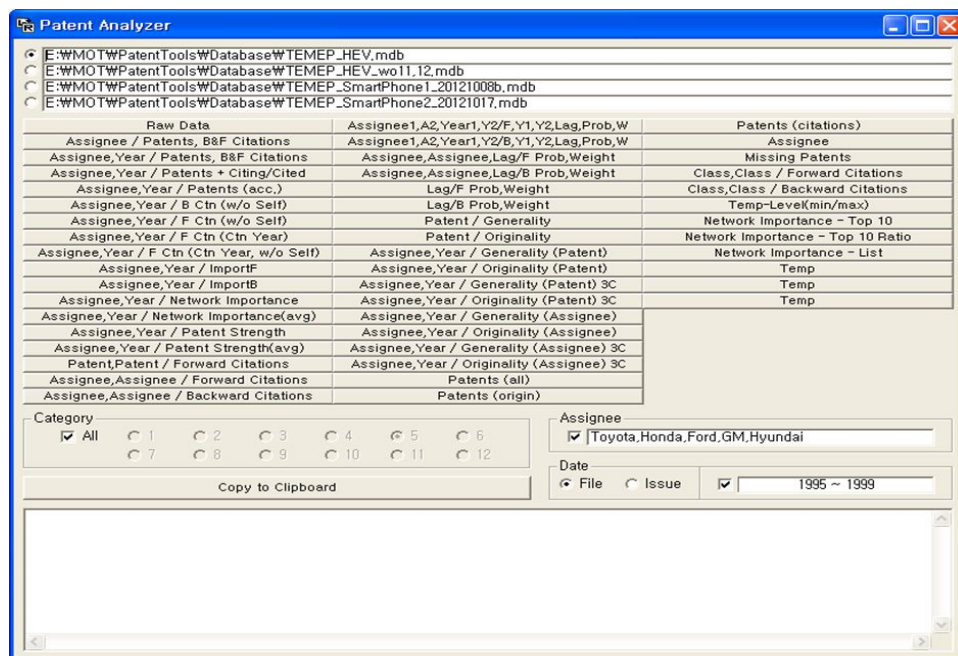 Patent Analyzer
E:₩MOT₩PatentTools₩Database₩TEMEP_HEV.mdb
E:₩MOT₩PatentTools₩Database₩TEMEP_HEV_wo11,12.mdb
E:₩MOT₩PatentTools₩Database₩TEMEP_SmartPhone1_20121008b.mdb
E:₩MOT₩PatentTools₩Database₩TEMEP_SmartPhone2_20121017.mdb
Raw Data Assignee1,A2,Year1,Y2/F,Y1,Y2,Lag,Prob,W Patents (citations)
Assignee / Patents, B&F Citations Assignee1,A2,Year1,Y2/B,Y1,Y2,Lag,Prob,W Assignee
Assignee,Year / Patents, B&F Citations Assignee,Assignee,Lag/F Prob,Weight Missing Patents
Assignee,Year / Patents + Citing/Cited Assignee,Assignee,Lag/B Prob,Weight Class,Class / Forward Citations
Assignee,Year / Patents (acc.) Lag/F Prob,Weight Class,Class / Backward Citations
Assignee,Year / B Ctn (w/o Self) Lag/B Prob,Weight Temp-Level(min/max)
Assignee,Year / F Ctn (w/o Self) Patent / Generality Network Importance - Top 10
Assignee,Year / F Ctn (Ctn Year) Patent / Originality Network Importance - Top 10 Ratio
Assignee,Year / F Ctn (Ctn Year, w/o Self) Assignee,Year / Generality (Patent) Network Importance - List
Assignee,Year / ImportF Assignee,Year / Originality (Patent) Temp
Assignee,Year / ImportB Assignee,Year / Generality (Patent) 3C Temp
Assignee,Year / Network Importance Assignee,Year / Originality (Patent) 3C Temp
Assignee,Year / Network Importance(avg) Assignee,Year / Generality (Assignee)
Assignee,Year / Patent Strength Assignee,Year / Originality (Assignee)
Assignee,Year / Patent Strength(avg) Assignee,Year / Generality (Assignee) 3C
Patent,Patent / Forward Citations Assignee,Year / Originality (Assignee) 3C
Assignee,Assignee / Forward Citations Patents (all)
Assignee,Assignee / Backward Citations Patents (origin)
Category Assignee
All 1 2 3 4 5 6 Toyota,Honda,Ford,GM,Hyundai
7 8 9 10 11 12
Date
Copy to Clipboard File Issue 1995 ~ 1999